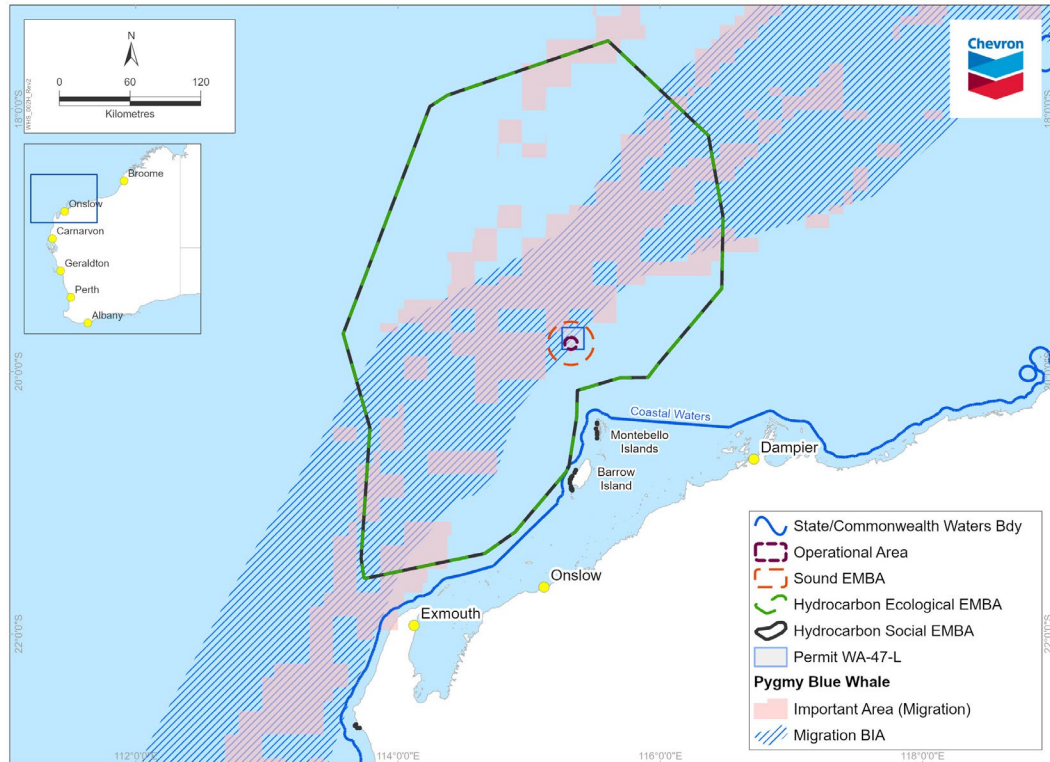 N
0 60 120
Kilometres
WHS_003H_Rev2
Broome
Onslow
Carnarvon
Geraldton
Perth
Albany
Chevron
18°0'0"S
18°0'0"S
20°0'0"S
20°0'0"S
22°0'0"S
22°0'0"S
112°0'0"E
114°0'0"E
116°0'0"E
118°0'0"E
Coastal Waters
Montebello
Islands
Barrow
Island
Dampier
Onslow
Exmouth
State/Commonwealth Waters Bdy
Operational Area
Sound EMBA
Hydrocarbon Ecological EMBA
Hydrocarbon Social EMBA
Permit WA-47-L
Pygmy Blue Whale
Important Area (Migration)
Migration BIA